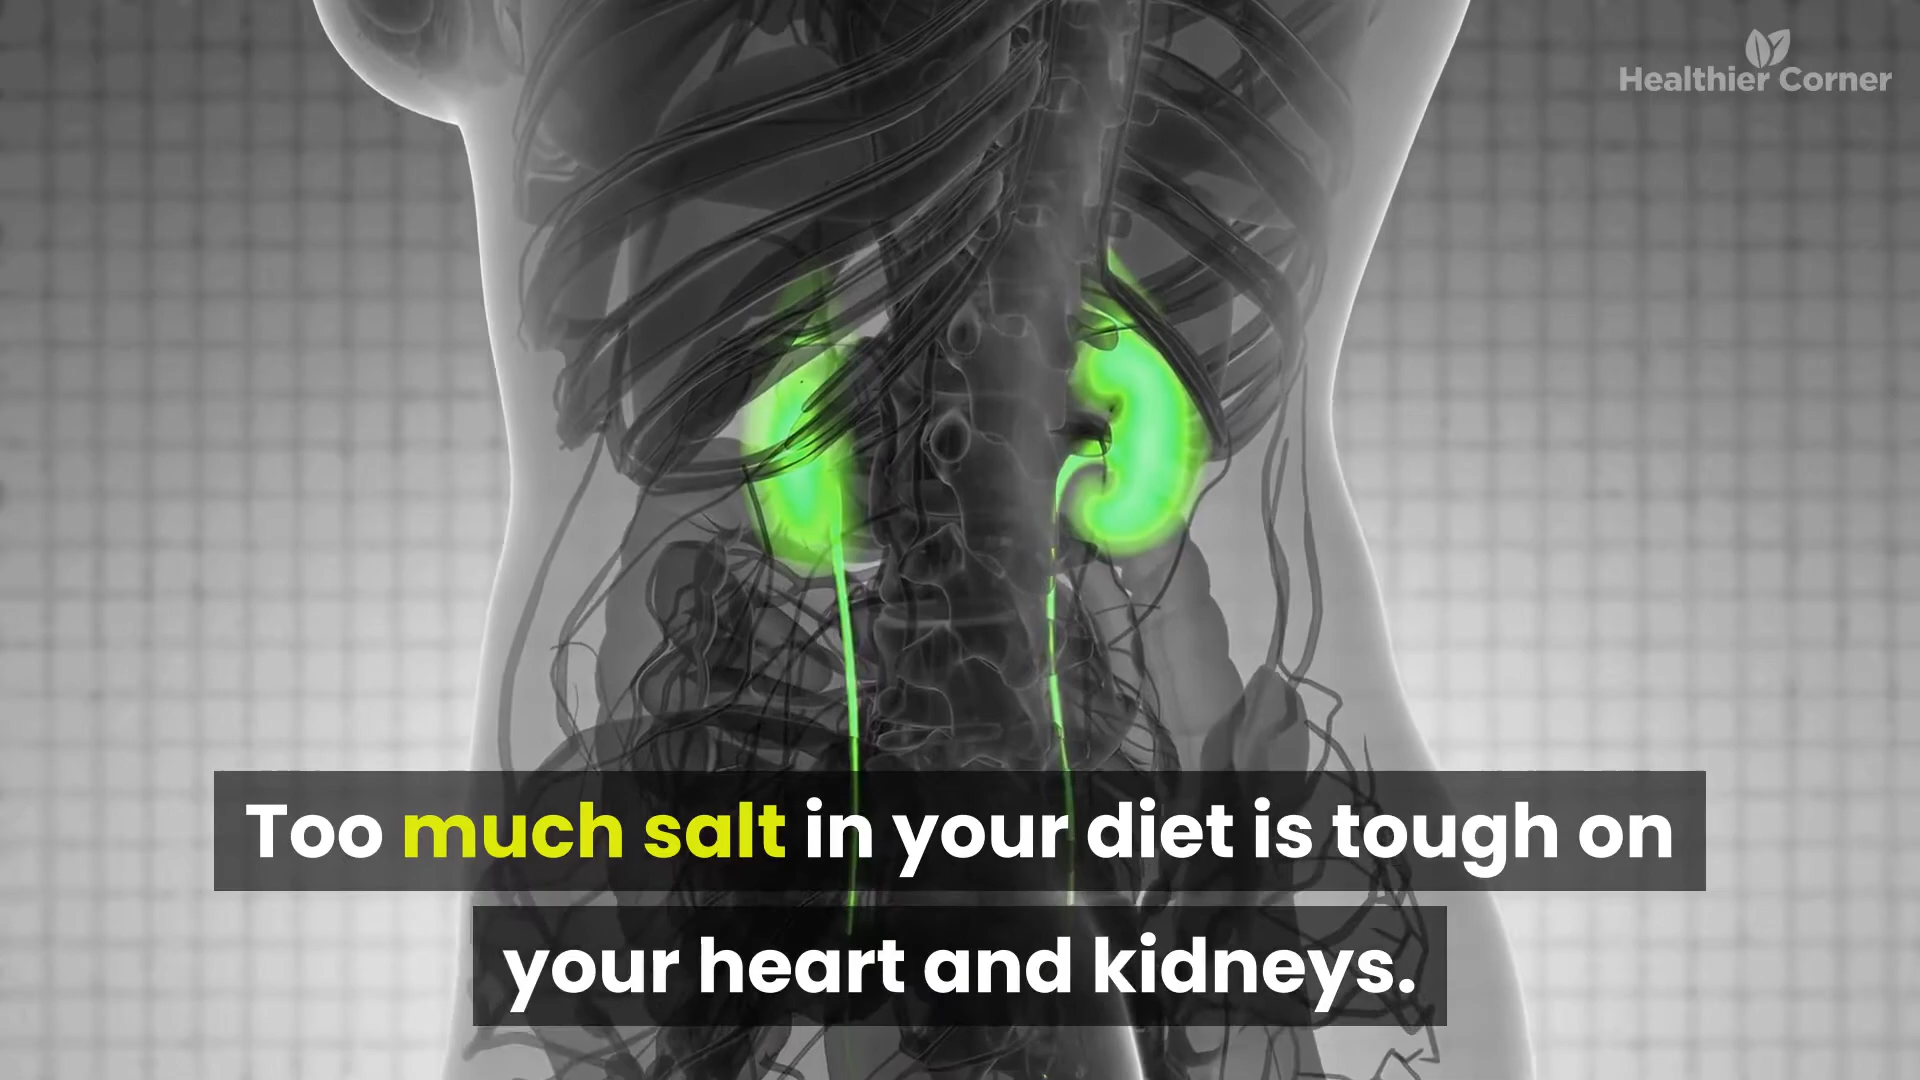 Healthier Corner
Too much salt in your diet is tough on
your heart and kidneys.